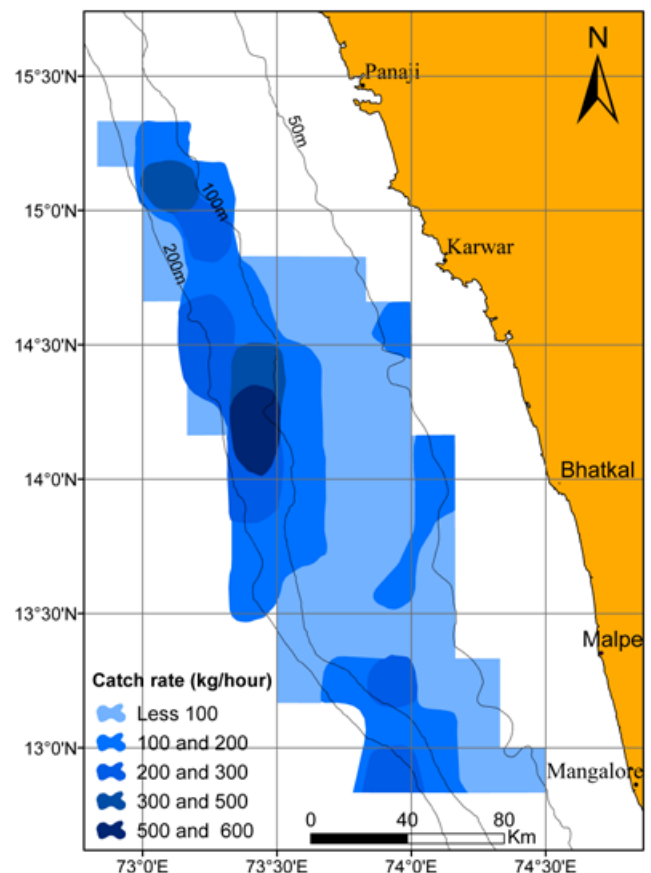 N
15°30'N
Panaji
50m
100m
15°0'N
Karwar
200m
14°30'N
14°0'N
Bhatkal
13°30'N
Malpe
Catch rate (kg/hour)
Less 100
100 and 200
13°0'N
200 and 300
Mangalore
300 and 500
500 and 600
0 40 80
Km
73°0'E 73°30'E 74°0'E 74°30'E